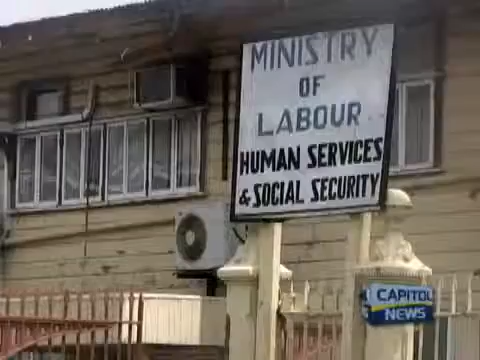 MINISTRY
OF
LABOUR
HUMAN SERVICES
& SOCIAL SECURITY
CAPITOL
NEWS